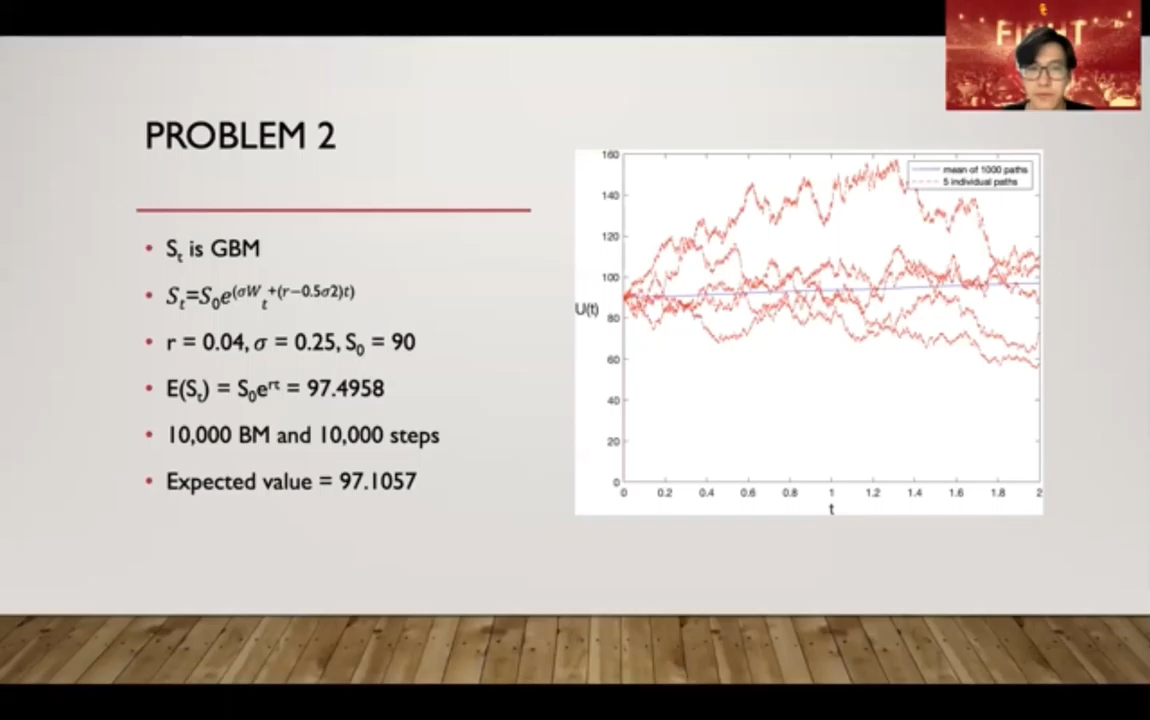 FIGHT
PROBLEM 2
• Sₜ is GBM
• Sₜ=S₀e^(σWₜ+(r−0.5σ2)t)
• r = 0.04, σ = 0.25, S₀ = 90
• E(Sₜ) = S₀eʳᵗ = 97.4958
• 10,000 BM and 10,000 steps
• Expected value = 97.1057
mean of 1000 paths
5 individual paths
160
140
120
100
80
60
40
20
0
U(t)
0 0.2 0.4 0.6 0.8 1 1.2 1.4 1.6 1.8 2
t